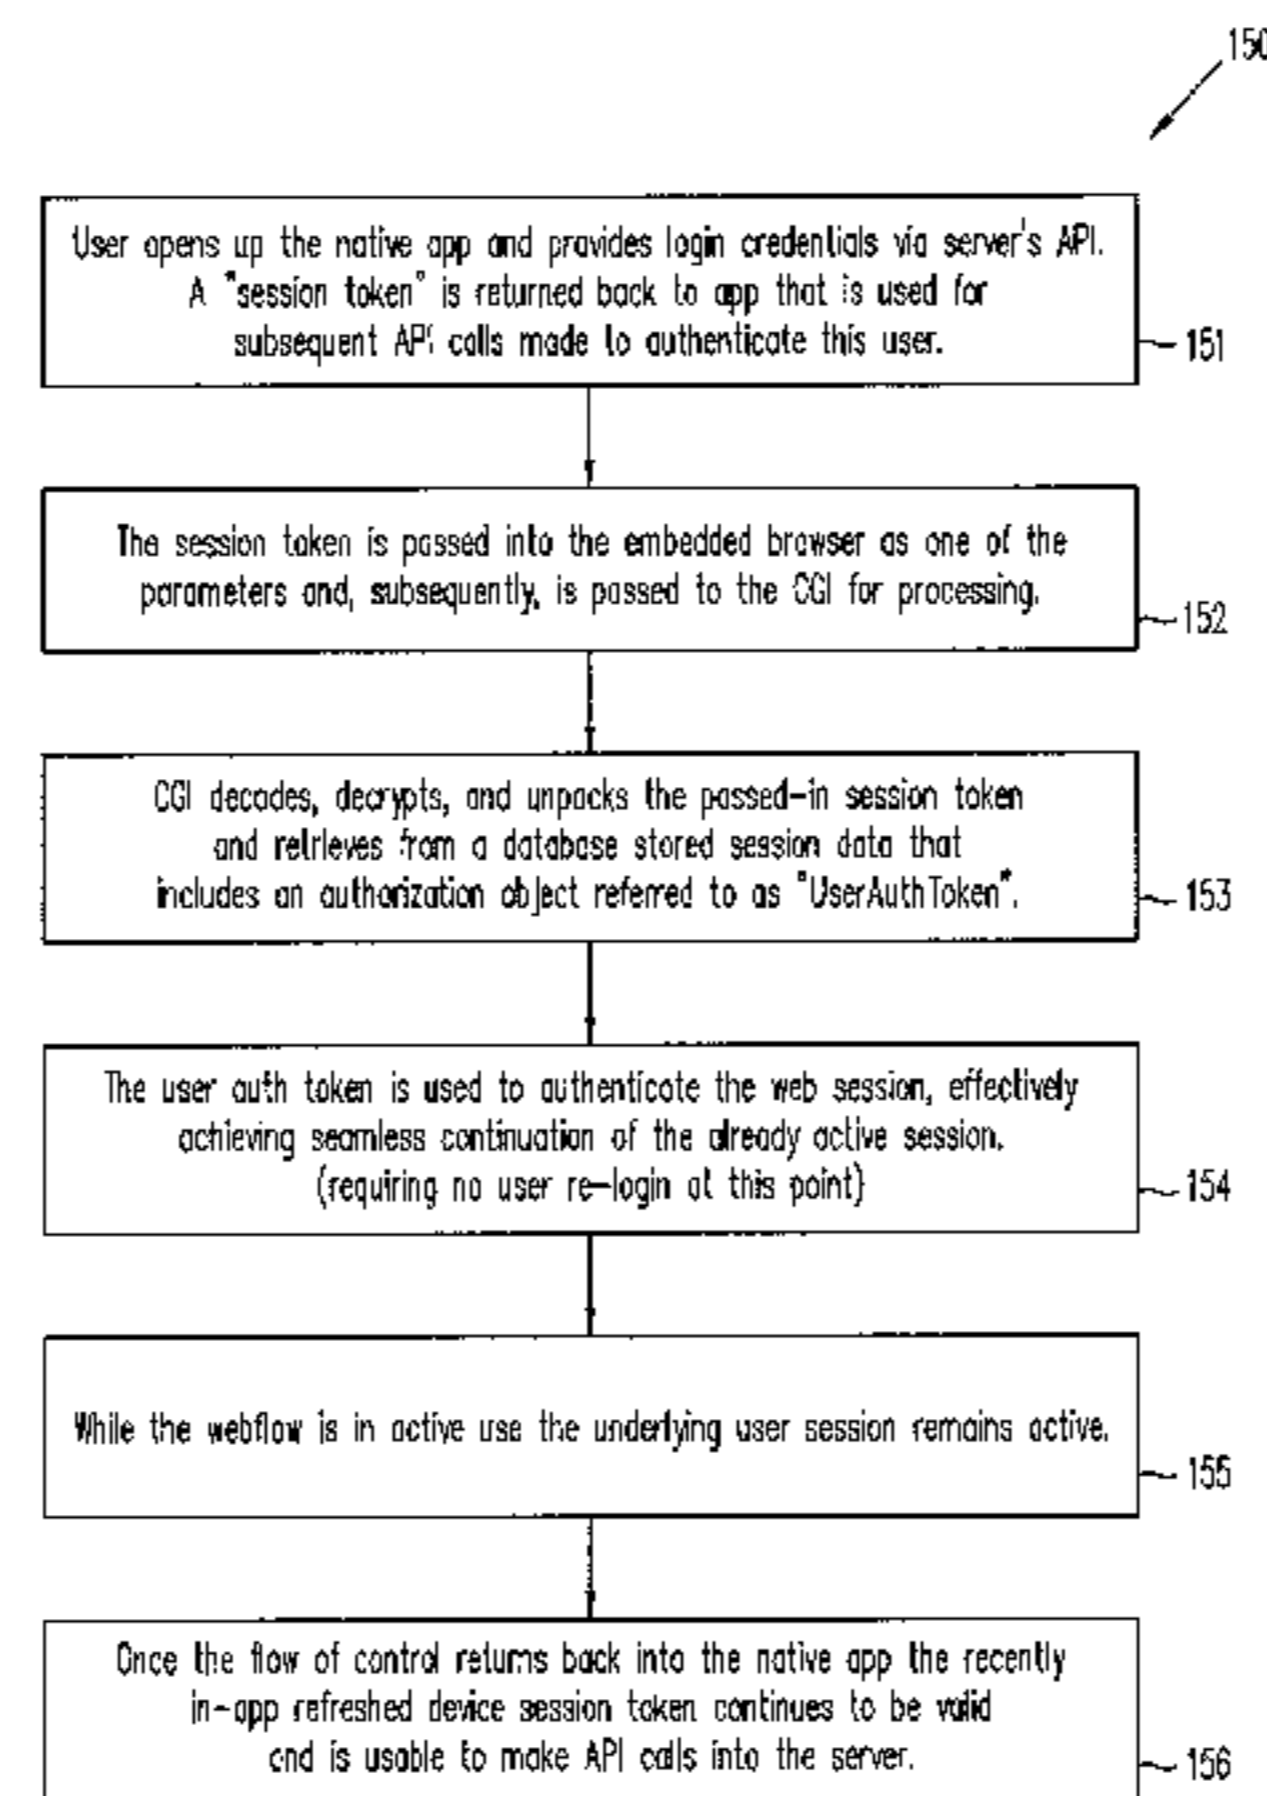 150
User opens up the native app and provides login credentials via server's API.
A "session token" is returned back to app that is used for
subsequent API calls made to authenticate this user.
151
The session token is passed into the embedded browser as one of the
parameters and, subsequently, is passed to the CGI for processing.
152
CGI decodes, decrypts, and unpacks the passed-in session token
and retrieves from a database stored session data that
includes an authorization object referred to as "UserAuthToken".
153
The user auth token is used to authenticate the web session, effectively
achieving seamless continuation of the already active session.
(requiring no user re-login at this point)
154
While the webflow is in active use the underlying user session remains active.
155
Once the flow of control returns back into the native app the recently
in-app refreshed device session token continues to be valid
and is usable to make API calls into the server.
156